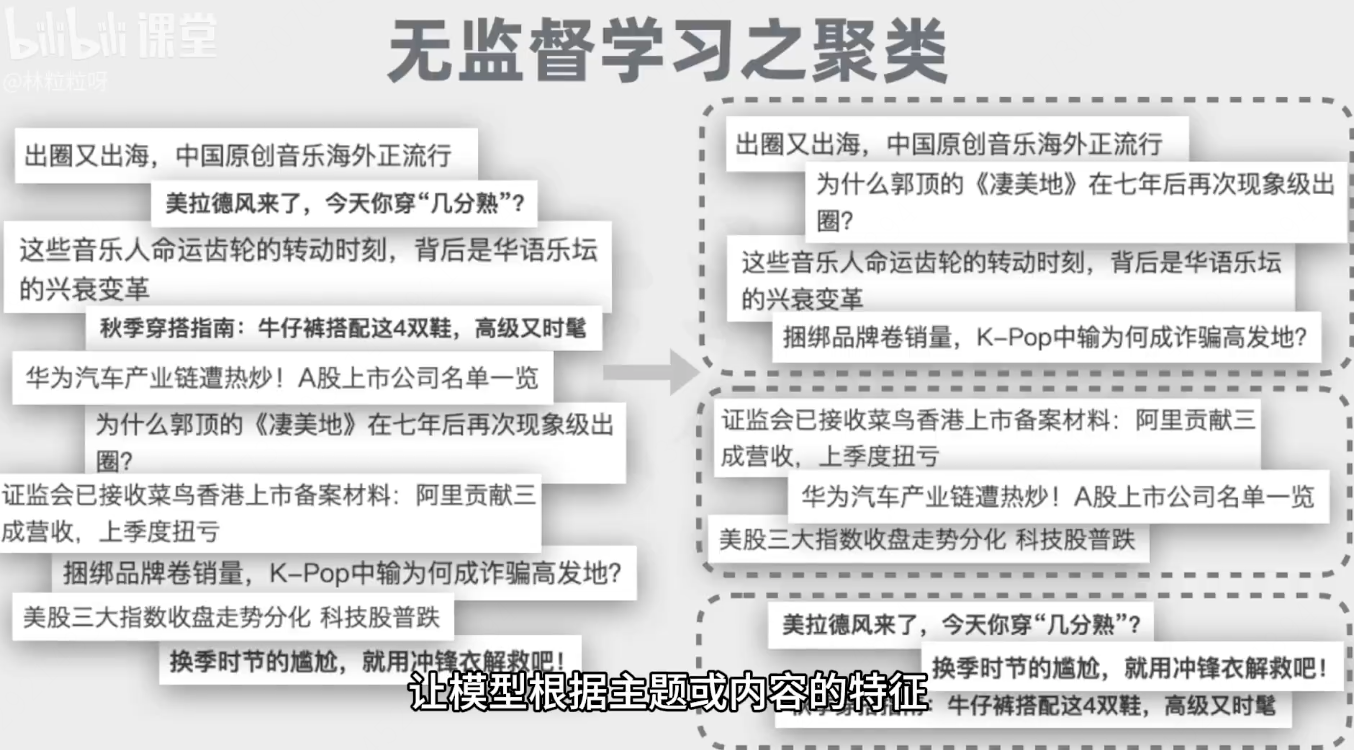 bilibili 课堂
@林粒粒呀
无监督学习之聚类
出圈又出海，中国原创音乐海外正流行
美拉德风来了，今天你穿“几分熟”？
这些音乐人命运齿轮的转动时刻，背后是华语乐坛
的兴衰变革
秋季穿搭指南：牛仔裤搭配这4双鞋，高级又时髦
华为汽车产业链遭热炒！A股上市公司名单一览
为什么郭顶的《凄美地》在七年后再次现象级出
圈？
证监会已接收菜鸟香港上市备案材料：阿里贡献三
成营收，上季度扭亏
捆绑品牌卷销量，K-Pop中输为何成诈骗高发地？
美股三大指数收盘走势分化 科技股普跌
换季时节的尴尬，就用冲锋衣解救吧！
出圈又出海，中国原创音乐海外正流行
为什么郭顶的《凄美地》在七年后再次现象级出
圈？
这些音乐人命运齿轮的转动时刻，背后是华语乐坛
的兴衰变革
捆绑品牌卷销量，K-Pop中输为何成诈骗高发地？
证监会已接收菜鸟香港上市备案材料：阿里贡献三
成营收，上季度扭亏
华为汽车产业链遭热炒！A股上市公司名单一览
美股三大指数收盘走势分化 科技股普跌
美拉德风来了，今天你穿“几分熟”？
换季时节的尴尬，就用冲锋衣解救吧！
秋季穿搭指南：牛仔裤搭配这4双鞋，高级又时髦
让模型根据主题或内容的特征